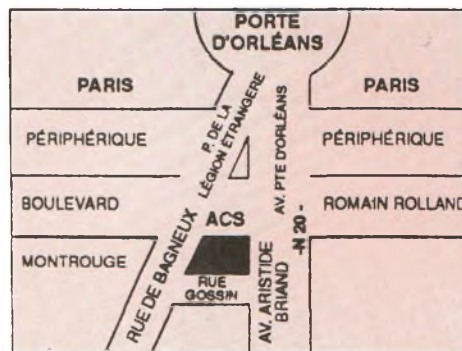 PORTE
D'ORLÉANS
PARIS
PARIS
PÉRIPHÉRIQUE
P. DE LA
LÉGION ÉTRANGERE
AV. PTE D'ORLÉANS
PÉRIPHÉRIQUE
BOULEVARD
ACS
-N 20-
ROMAIN ROLLAND
MONTROUGE
RUE DE BAGNEUX
RUE
GOSSIN
AV. ARISTIDE
BRIAND